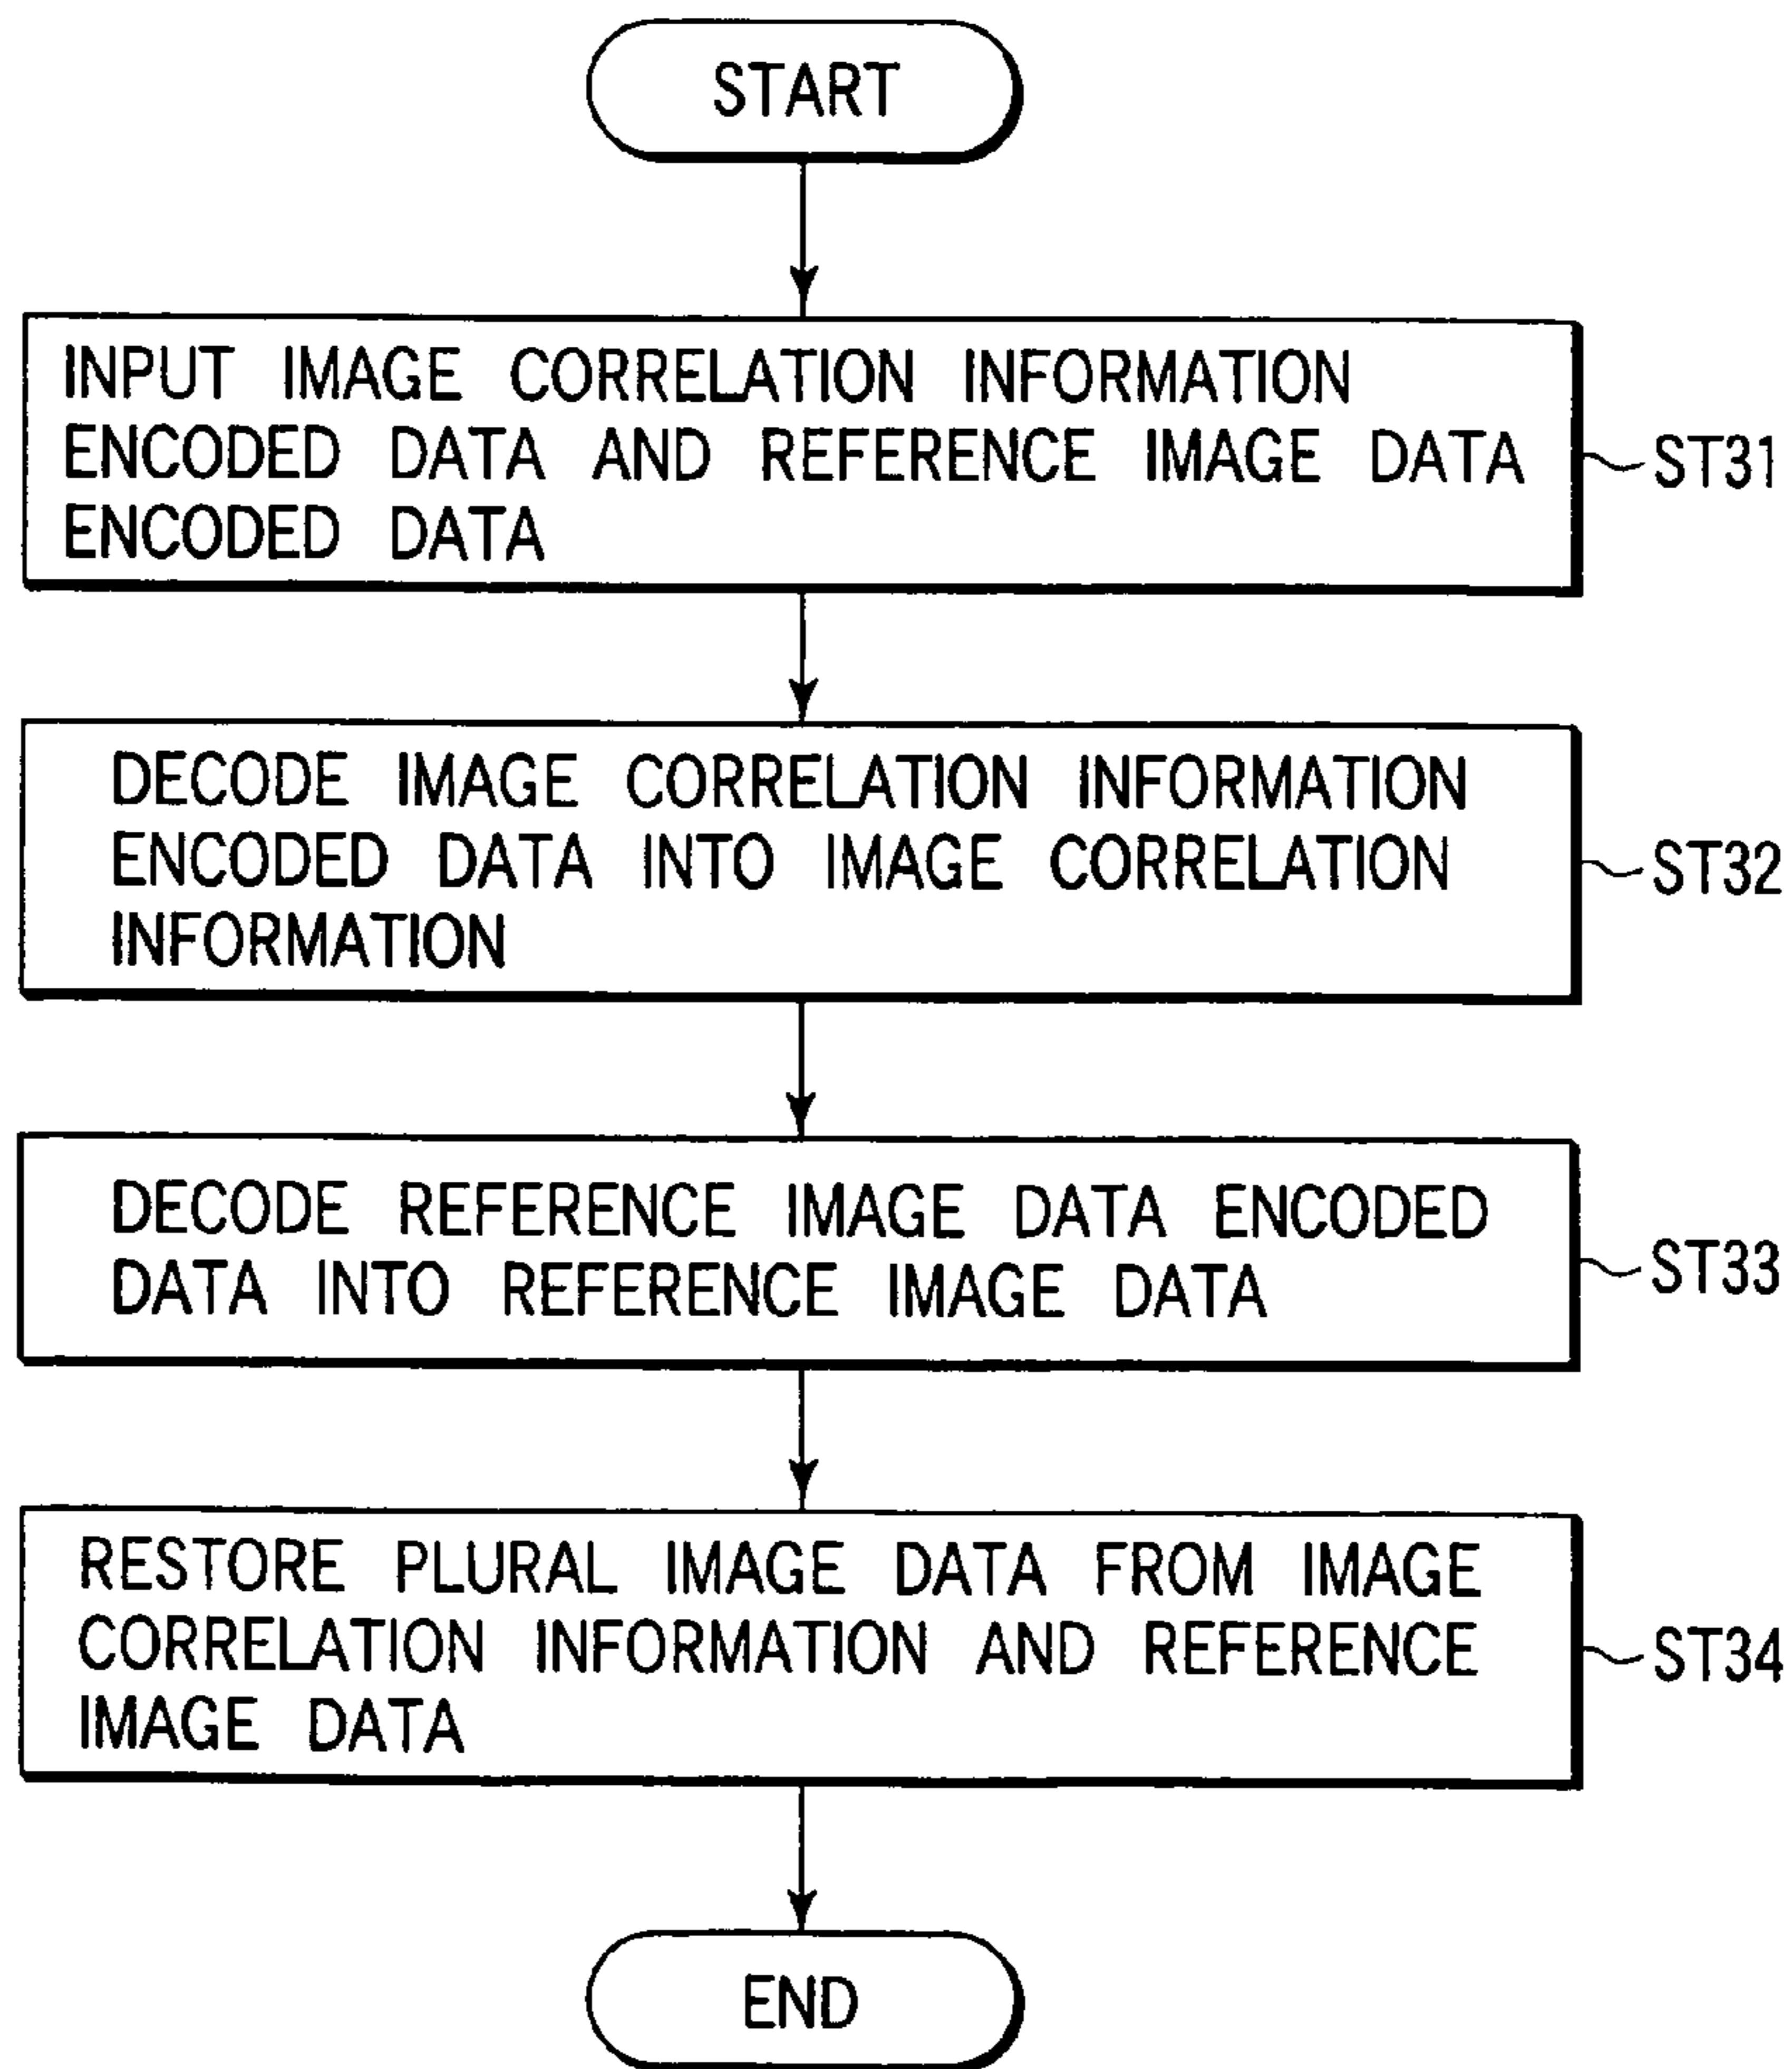 START
INPUT IMAGE CORRELATION INFORMATION
ENCODED DATA AND REFERENCE IMAGE DATA
ENCODED DATA
ST31
DECODE IMAGE CORRELATION INFORMATION
ENCODED DATA INTO IMAGE CORRELATION
INFORMATION
ST32
DECODE REFERENCE IMAGE DATA ENCODED
DATA INTO REFERENCE IMAGE DATA
ST33
RESTORE PLURAL IMAGE DATA FROM IMAGE
CORRELATION INFORMATION AND REFERENCE
IMAGE DATA
ST34
END